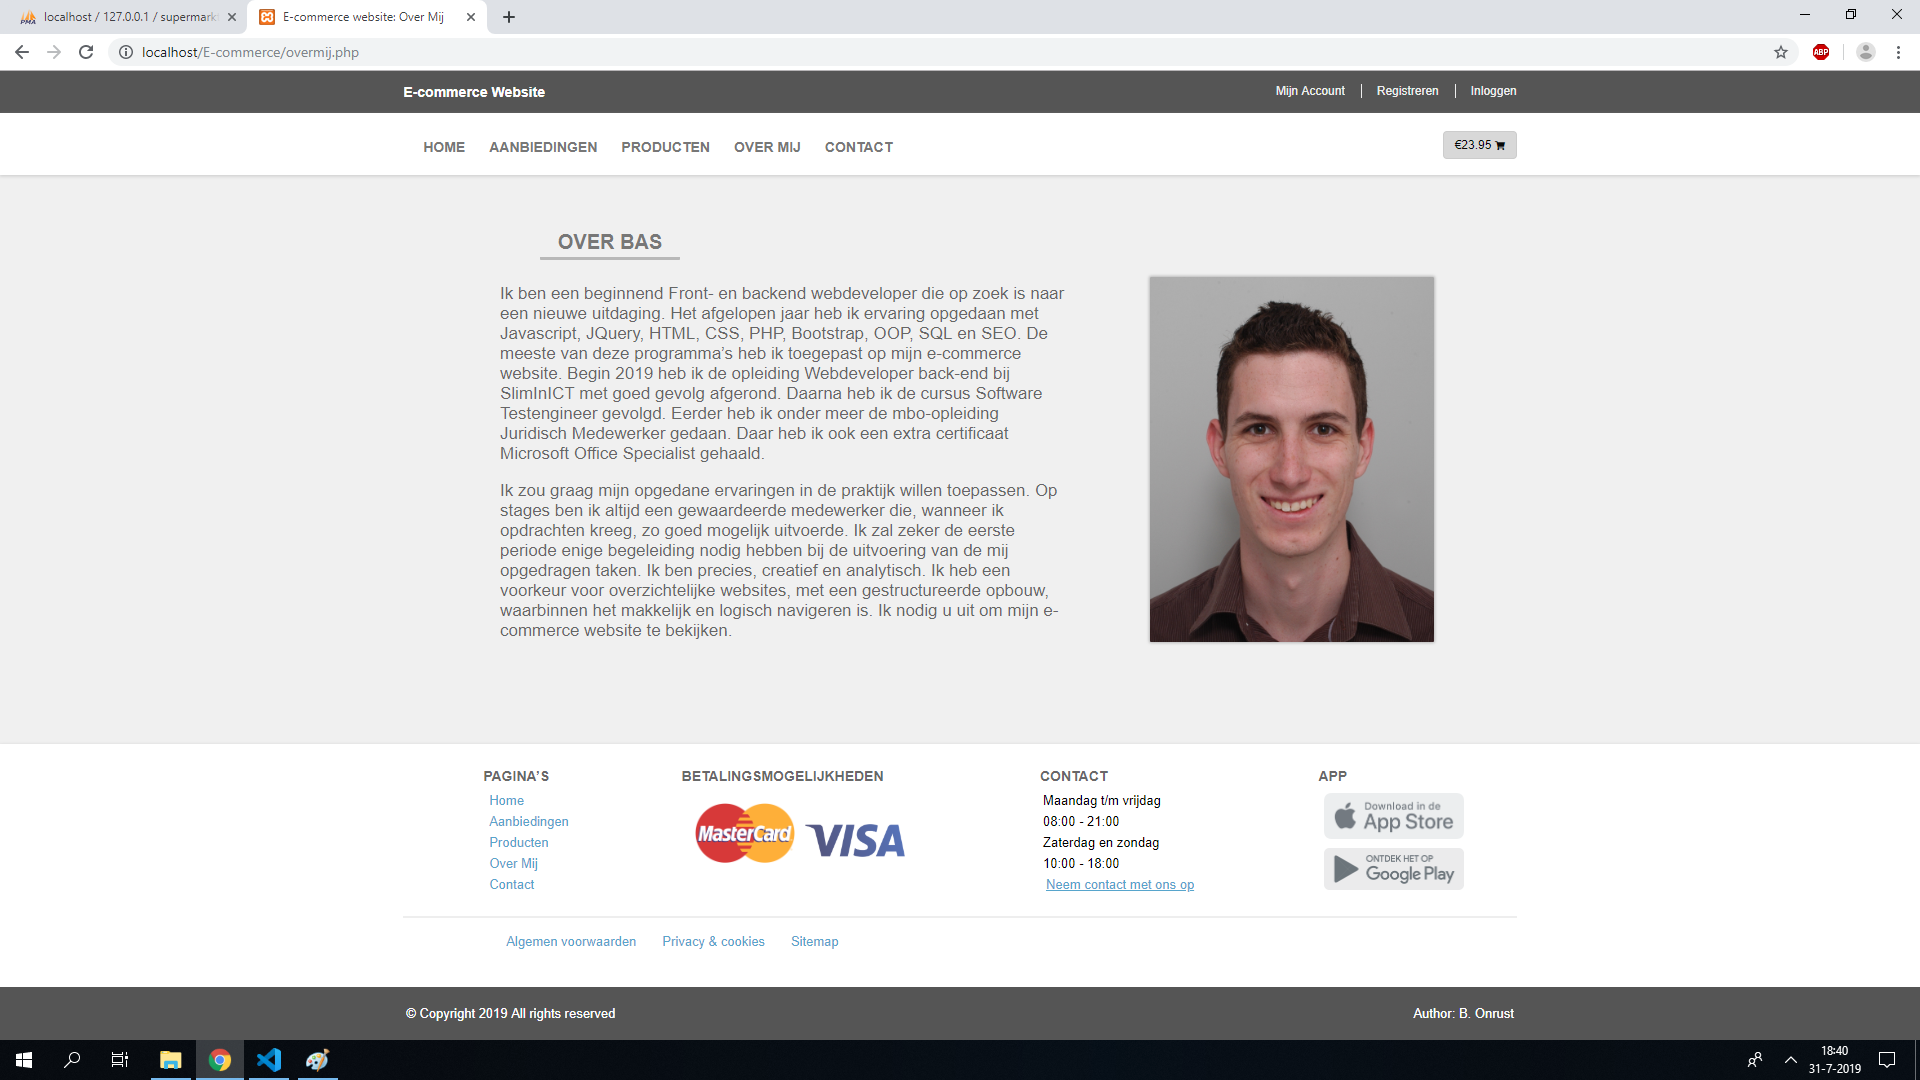 localhost / 127.0.0.1 / supermark
E-commerce website: Over Mij
localhost/E-commerce/overmij.php
ABP
E-commerce Website
Mijn Account
Registreren
Inloggen
HOME
AANBIEDINGEN
PRODUCTEN
OVER MIJ
CONTACT
€23.95
OVER BAS
Ik ben een beginnend Front- en backend webdeveloper die op zoek is naar
een nieuwe uitdaging. Het afgelopen jaar heb ik ervaring opgedaan met
Javascript, JQuery, HTML, CSS, PHP, Bootstrap, OOP, SQL en SEO. De
meeste van deze programma’s heb ik toegepast op mijn e-commerce
website. Begin 2019 heb ik de opleiding Webdeveloper back-end bij
SlimInICT met goed gevolg afgerond. Daarna heb ik de cursus Software
Testengineer gevolgd. Eerder heb ik onder meer de mbo-opleiding
Juridisch Medewerker gedaan. Daar heb ik ook een extra certificaat
Microsoft Office Specialist gehaald.
Ik zou graag mijn opgedane ervaringen in de praktijk willen toepassen. Op
stages ben ik altijd een gewaardeerde medewerker die, wanneer ik
opdrachten kreeg, zo goed mogelijk uitvoerde. Ik zal zeker de eerste
periode enige begeleiding nodig hebben bij de uitvoering van de mij
opgedragen taken. Ik ben precies, creatief en analytisch. Ik heb een
voorkeur voor overzichtelijke websites, met een gestructureerde opbouw,
waarbinnen het makkelijk en logisch navigeren is. Ik nodig u uit om mijn e-
commerce website te bekijken.
PAGINA’S
Home
Aanbiedingen
Producten
Over Mij
Contact
BETALINGSMOGELIJKHEDEN
MasterCard
VISA
CONTACT
Maandag t/m vrijdag
08:00 - 21:00
Zaterdag en zondag
10:00 - 18:00
Neem contact met ons op
APP
Download in de
App Store
ONTDEK HET OP
Google Play
Algemen voorwaarden
Privacy & cookies
Sitemap
© Copyright 2019 All rights reserved
Author: B. Onrust
18:40
31-7-2019